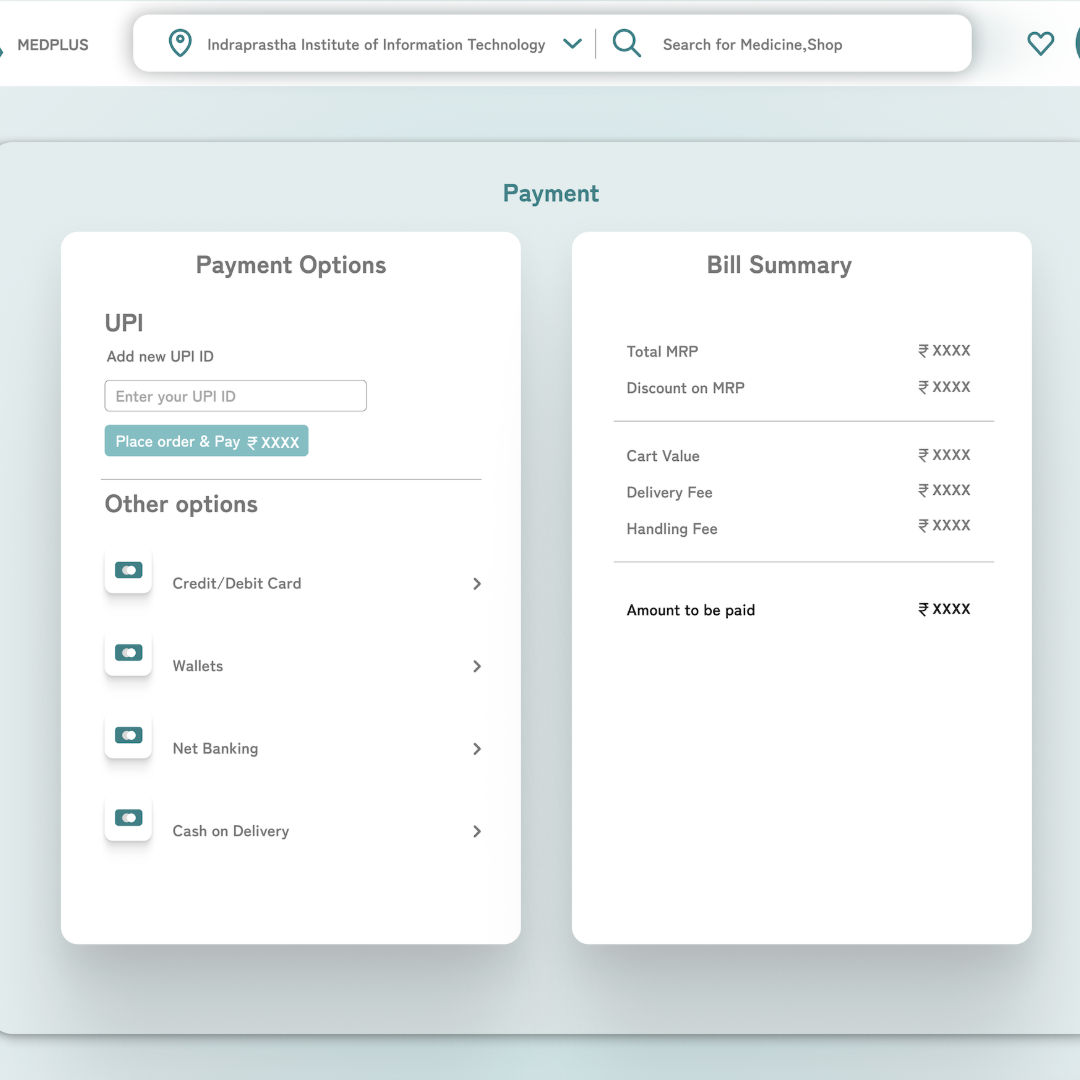 MEDPLUS
Indraprastha Institute of Information Technology
Search for Medicine,Shop
Payment
Payment Options
UPI
Add new UPI ID
Enter your UPI ID
Place order & Pay ₹ XXXX
Other options
Credit/Debit Card
Wallets
Net Banking
Cash on Delivery
Bill Summary
Total MRP ₹ XXXX
Discount on MRP ₹ XXXX
Cart Value ₹ XXXX
Delivery Fee ₹ XXXX
Handling Fee ₹ XXXX
Amount to be paid ₹ XXXX